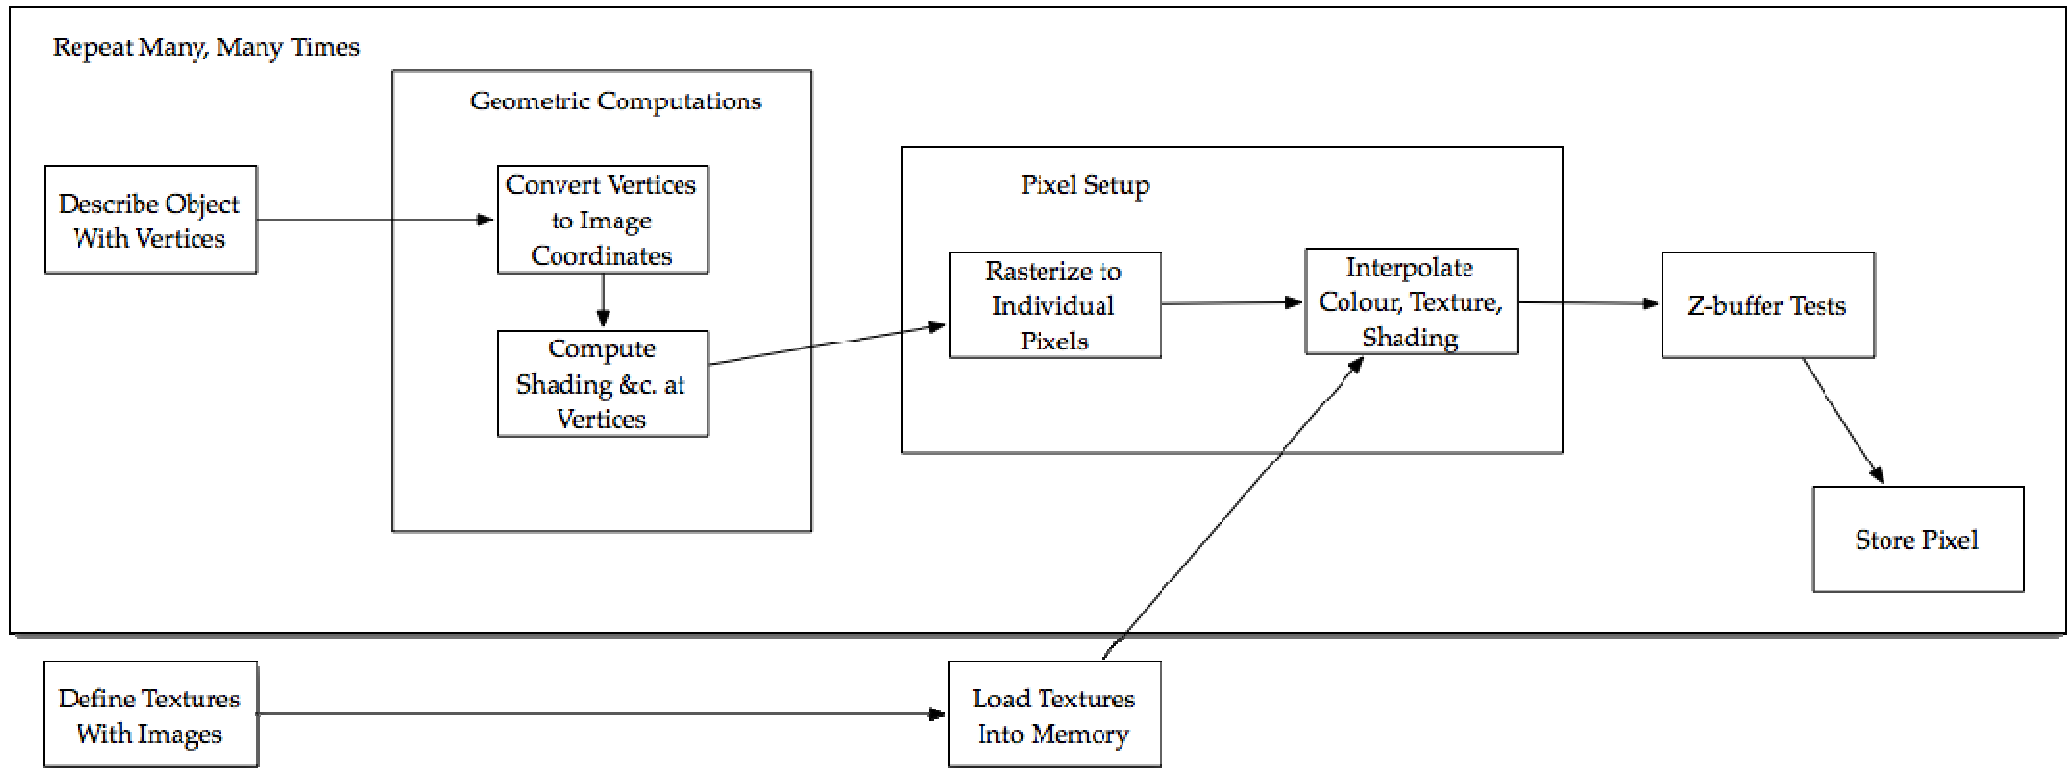 Repeat Many, Many Times
Geometric Computations
Describe Object
With Vertices
Convert Vertices
to Image
Coordinates
Compute
Shading &c. at
Vertices
Pixel Setup
Rasterize to
Individual
Pixels
Interpolate
Colour, Texture,
Shading
Z-buffer Tests
Store Pixel
Define Textures
With Images
Load Textures
Into Memory